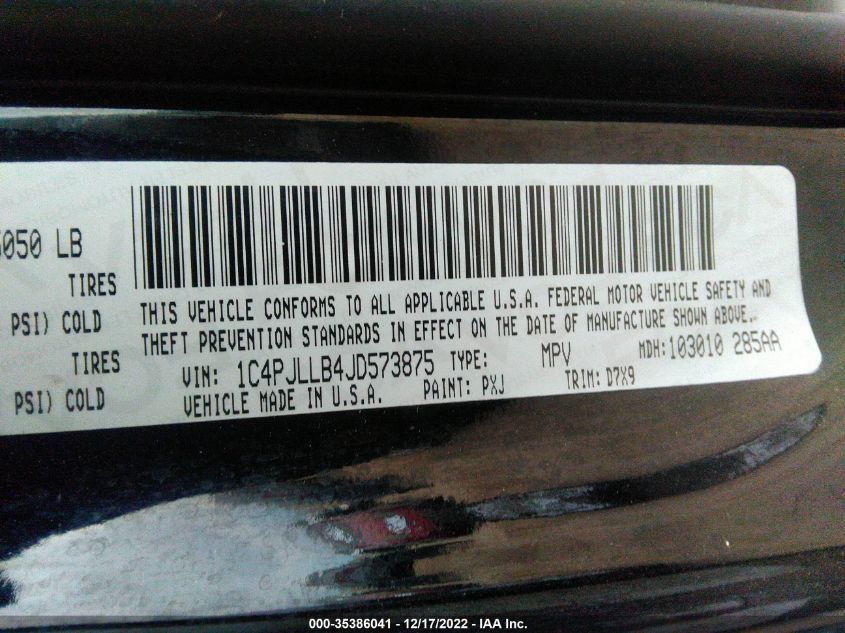 050 LB
TIRES
PSI) COLD
TIRES
PSI) COLD
THIS VEHICLE CONFORMS TO ALL APPLICABLE U.S.A. FEDERAL MOTOR VEHICLE SAFETY AND
THEFT PREVENTION STANDARDS IN EFFECT ON THE DATE OF MANUFACTURE SHOWN ABOVE.
VIN: 1C4PJLLB4JD573875 TYPE: MPV MDH: 103010 285AA
VEHICLE MADE IN U.S.A. PAINT: PXJ TRIM: D7X9
000-35386041 - 12/17/2022 - IAA Inc.